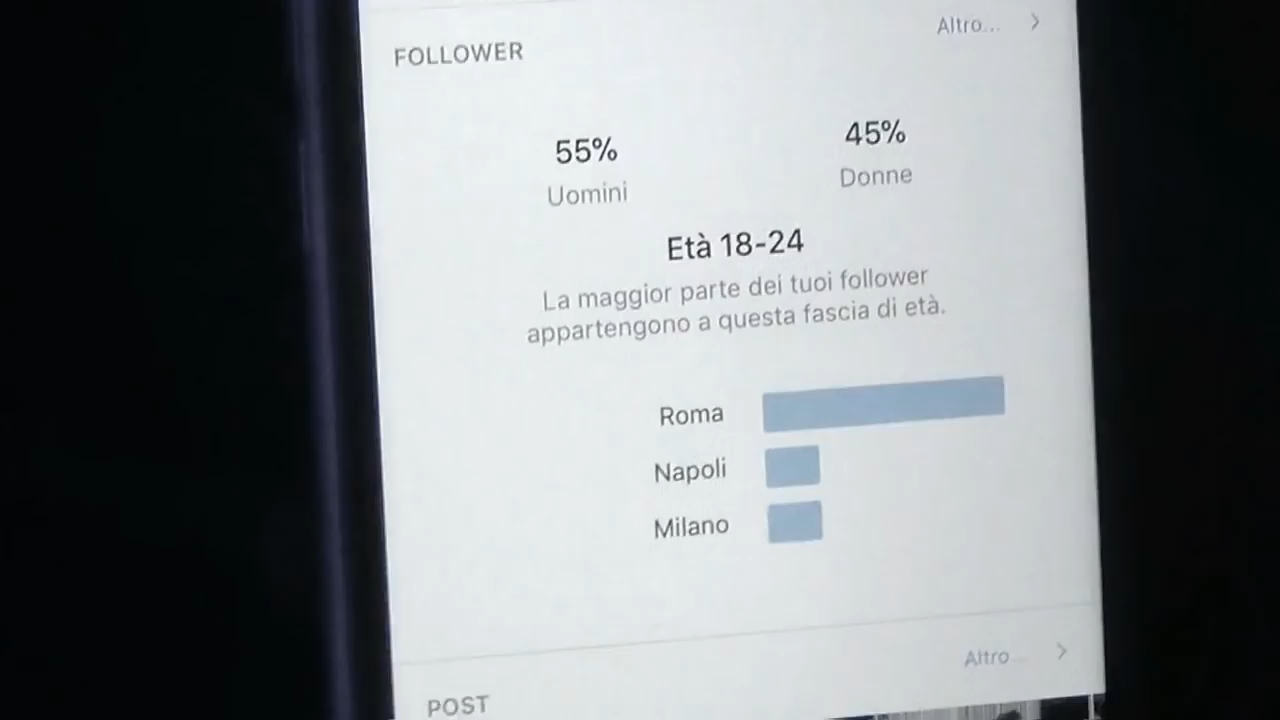 FOLLOWER
Altro...
55%
45%
Uomini
Donne
Età 18-24
La maggior parte dei tuoi follower
appartengono a questa fascia di età.
Roma
Napoli
Milano
Altro...
POST